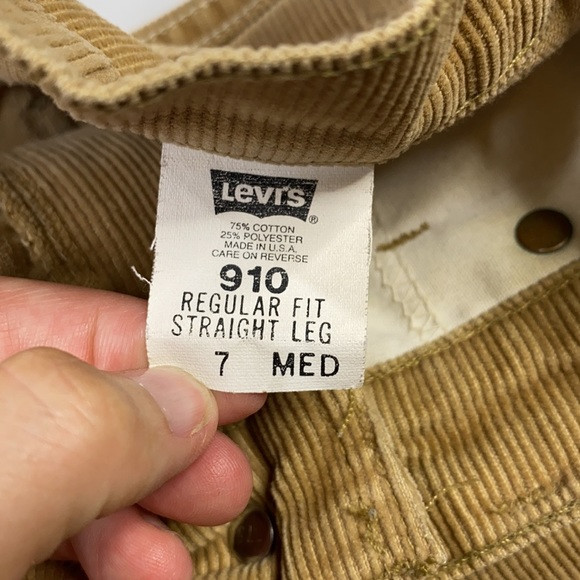 Levi's ®
75% COTTON
25% POLYESTER
MADE IN U.S.A.
CARE ON REVERSE
910
REGULAR FIT
STRAIGHT LEG
7 MED